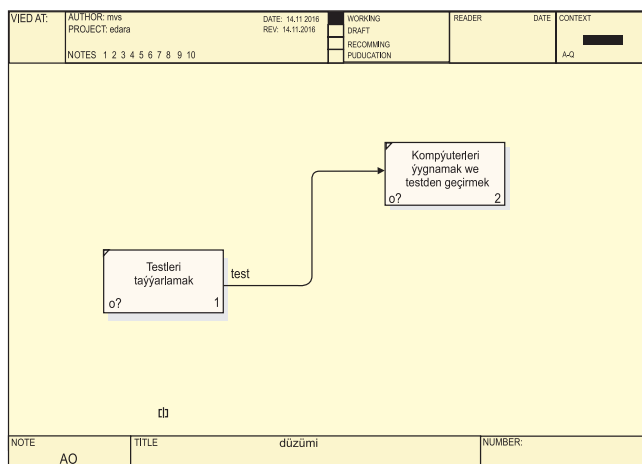 VIED AT:
AUTHOR: mvs
PROJECT: edara
NOTES 1 2 3 4 5 6 7 8 9 10
DATE: 14.11 2016
REV: 14.11.2016
WORKING
DRAFT
RECOMMING
PUDUCATION
READER DATE
CONTEXT
A-Q
Kompýuterleri
ýygnamak we
testden geçirmek
o? 2
Testleri
taýýarlamak
o? 1
test
NOTE
AO
TITLE
düzümi
NUMBER: